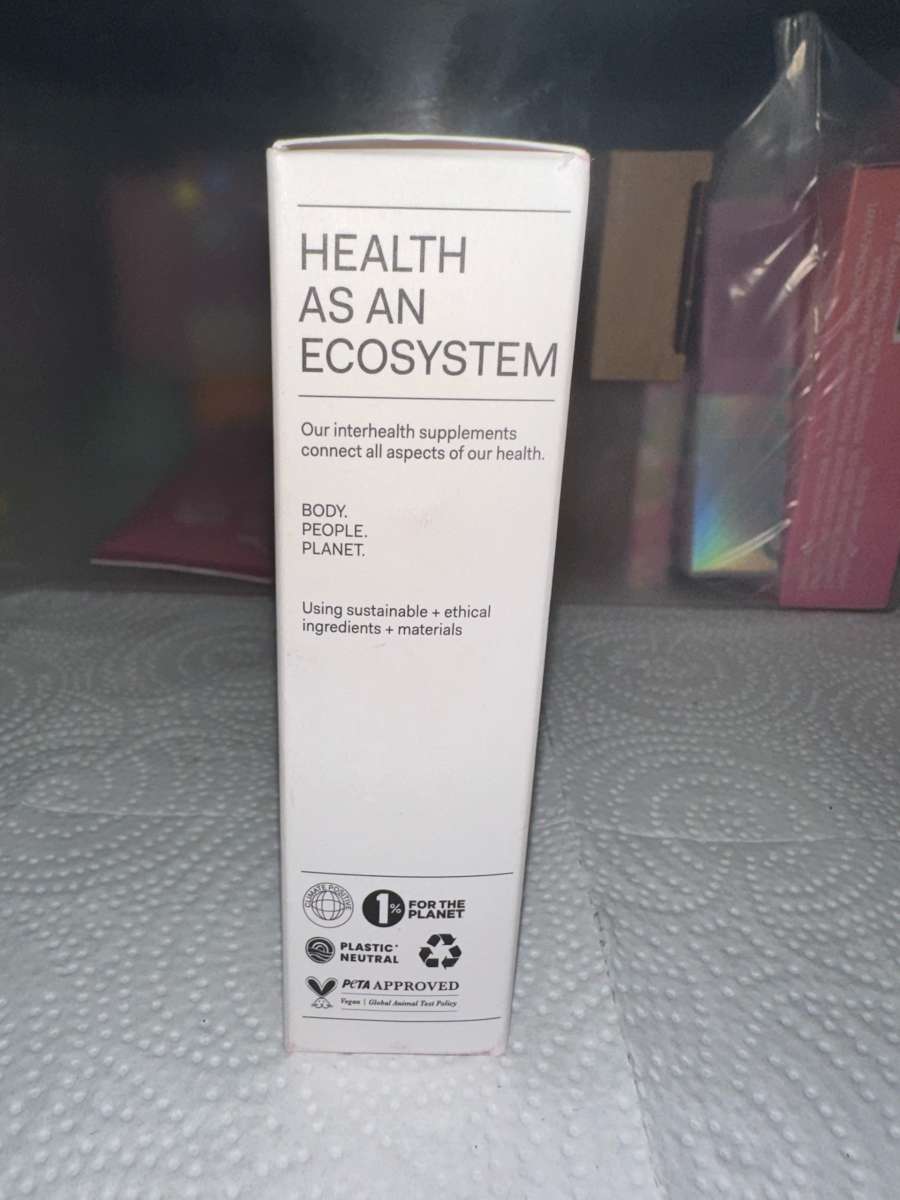 HEALTH
AS AN
ECOSYSTEM
Our interhealth supplements
connect all aspects of our health.
BODY.
PEOPLE.
PLANET.
Using sustainable + ethical
ingredients + materials
CLIMATE POSITIVE
1% FOR THE
PLANET
PLASTIC
NEUTRAL
PETA APPROVED
Vegan | Global Animal Test Policy